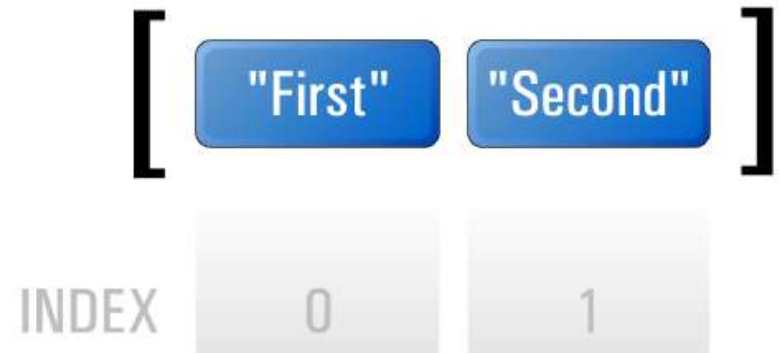 [ "First" "Second" ]
INDEX 0 1